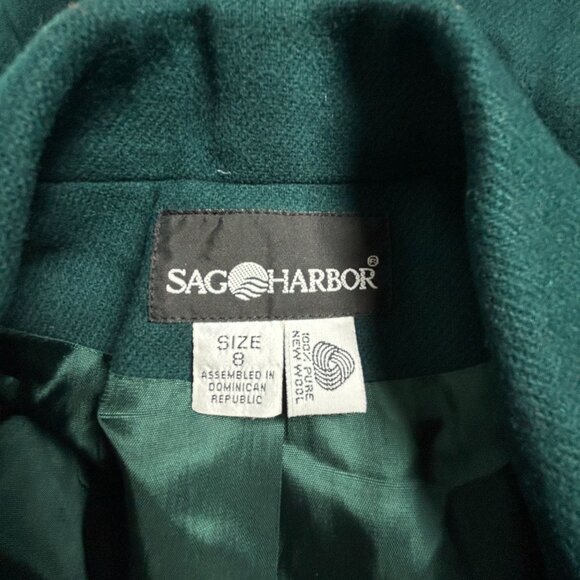 SAG HARBOR®
SIZE
8
ASSEMBLED IN
DOMINICAN
REPUBLIC
100% PURE
NEW WOOL